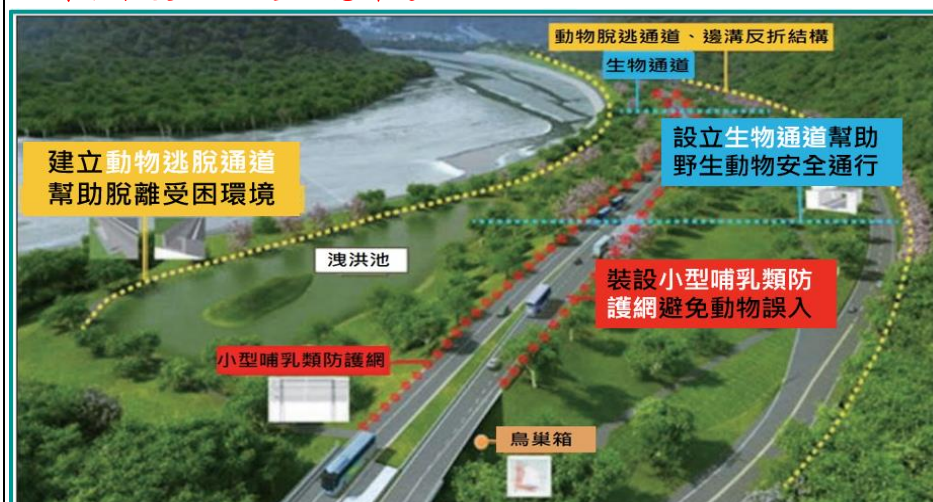 動物脫逃通道、邊溝反折結構
生物通道
建立動物逃脫通道
幫助脫離受困環境
設立生物通道幫助
野生動物安全通行
洩洪池
裝設小型哺乳類防
護網避免動物誤入
小型哺乳類防護網
鳥巢箱